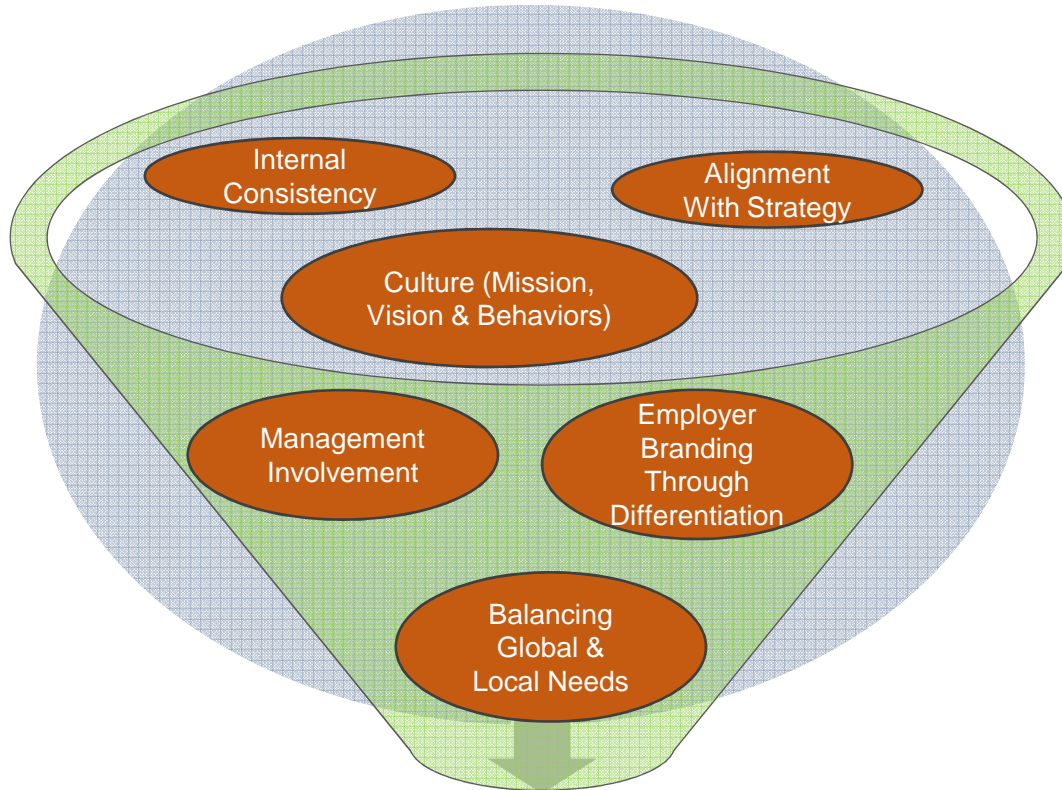 Internal
Consistency
Alignment
With Strategy
Culture (Mission,
Vision & Behaviors)
Management
Involvement
Employer
Branding
Through
Differentiation
Balancing
Global &
Local Needs